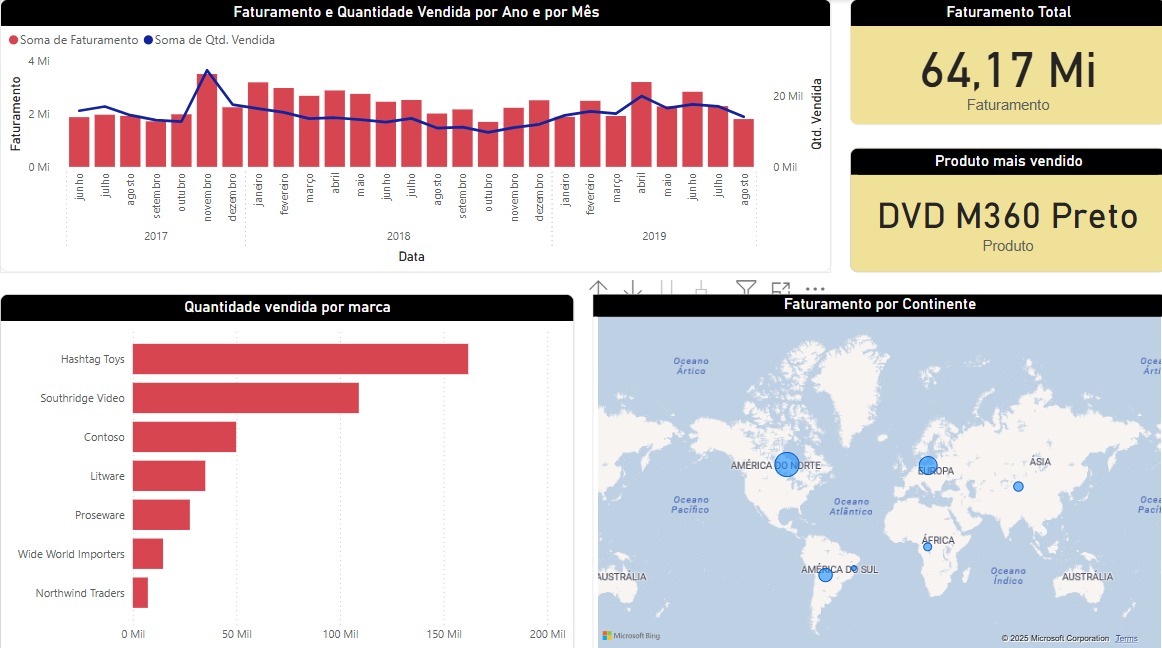 Faturamento e Quantidade Vendida por Ano e por Mês
Soma de Faturamento Soma de Qtd. Vendida
Faturamento
4 Mi
2 Mi
0 Mi
20 Mil
0 Mil
Qtd. Vendida
junho
julho
agosto
setembro
outubro
novembro
dezembro
janeiro
fevereiro
março
abril
maio
junho
julho
agosto
setembro
outubro
novembro
dezembro
janeiro
fevereiro
março
abril
maio
junho
julho
agosto
2017 2018 2019
Data
Faturamento Total
64,17 Mi
Faturamento
Produto mais vendido
DVD M360 Preto
Produto
Quantidade vendida por marca
Hashtag Toys
Southridge Video
Contoso
Litware
Proseware
Wide World Importers
Northwind Traders
0 Mil 50 Mil 100 Mil 150 Mil 200 Mil
Faturamento por Continente
Oceano
Ártico
Ocea
Árti
AMÉRICA DO NORTE
EUROPA
ÁSIA
Oceano
Pacífico
Oceano
Atlântico
Ocea
Pacíf
ÁFRICA
AMÉRICA DO SUL
Oceano
Índico
AUSTRÁLIA
AUSTRÁLIA
Microsoft Bing
© 2025 Microsoft Corporation Terms